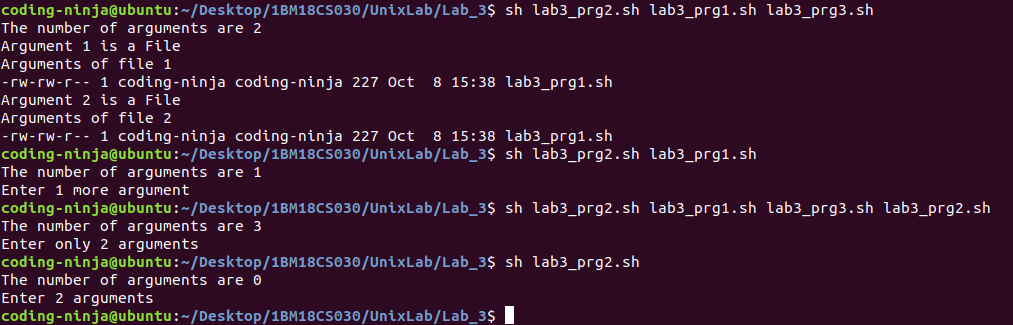 coding-ninja@ubuntu:~/Desktop/1BM18CS030/UnixLab/Lab_3$ sh lab3_prg2.sh lab3_prg1.sh lab3_prg3.sh
The number of arguments are 2
Argument 1 is a File
Arguments of file 1
-rw-rw-r-- 1 coding-ninja coding-ninja 227 Oct  8 15:38 lab3_prg1.sh
Argument 2 is a File
Arguments of file 2
-rw-rw-r-- 1 coding-ninja coding-ninja 227 Oct  8 15:38 lab3_prg1.sh
coding-ninja@ubuntu:~/Desktop/1BM18CS030/UnixLab/Lab_3$ sh lab3_prg2.sh lab3_prg1.sh
The number of arguments are 1
Enter 1 more argument
coding-ninja@ubuntu:~/Desktop/1BM18CS030/UnixLab/Lab_3$ sh lab3_prg2.sh lab3_prg1.sh lab3_prg3.sh lab3_prg2.sh
The number of arguments are 3
Enter only 2 arguments
coding-ninja@ubuntu:~/Desktop/1BM18CS030/UnixLab/Lab_3$ sh lab3_prg2.sh
The number of arguments are 0
Enter 2 arguments
coding-ninja@ubuntu:~/Desktop/1BM18CS030/UnixLab/Lab_3$